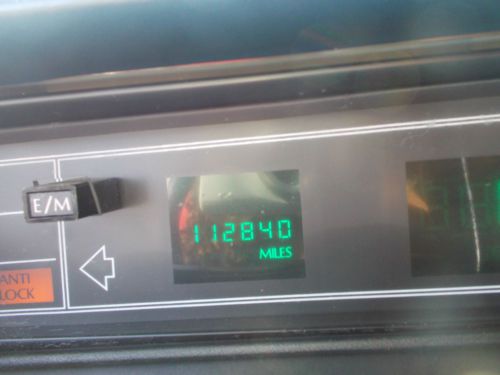 E/M
112840
MILES
ANTI
LOCK